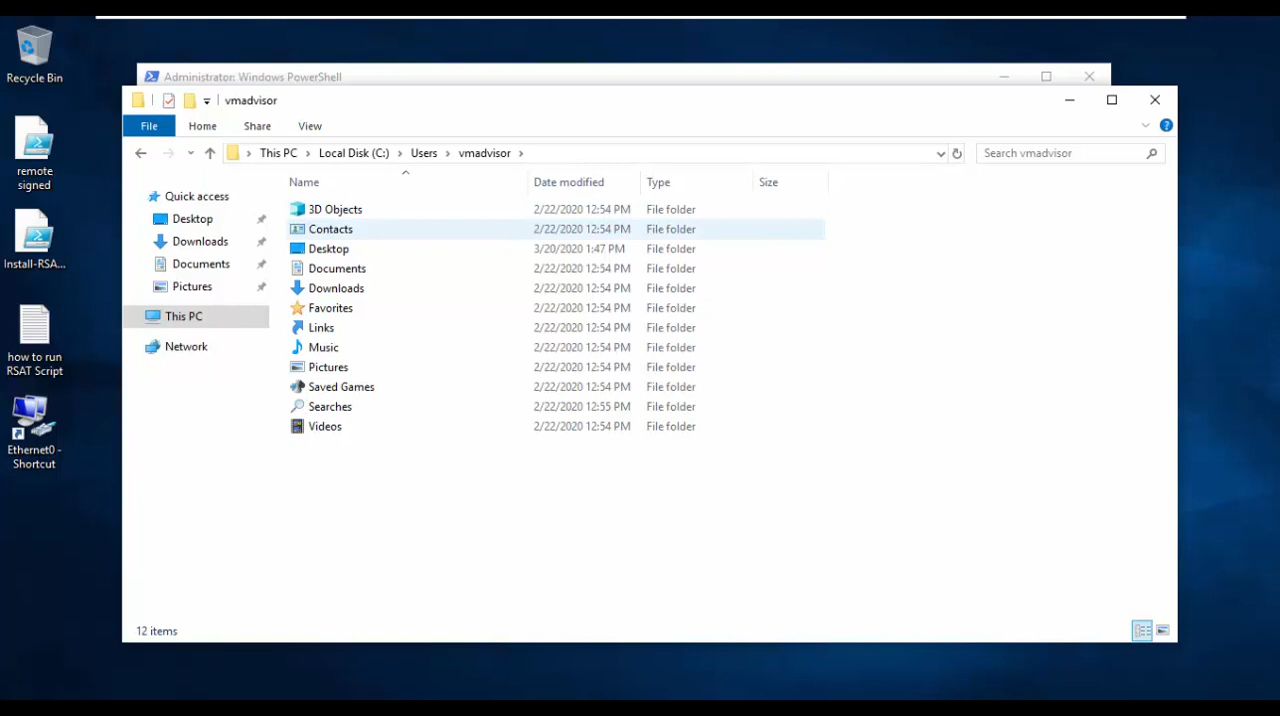 Recycle Bin
remote
signed
Install-RSA...
how to run
RSAT Script
Ethernet0 -
Shortcut
Administrator: Windows PowerShell
vmadvisor
File Home Share View
This PC Local Disk (C:) Users vmadvisor
Search vmadvisor
Quick access
Desktop
Downloads
Documents
Pictures
This PC
Network
Name Date modified Type Size
3D Objects 2/22/2020 12:54 PM File folder
Contacts 2/22/2020 12:54 PM File folder
Desktop 3/20/2020 1:47 PM File folder
Documents 2/22/2020 12:54 PM File folder
Downloads 2/22/2020 12:54 PM File folder
Favorites 2/22/2020 12:54 PM File folder
Links 2/22/2020 12:54 PM File folder
Music 2/22/2020 12:54 PM File folder
Pictures 2/22/2020 12:54 PM File folder
Saved Games 2/22/2020 12:54 PM File folder
Searches 2/22/2020 12:55 PM File folder
Videos 2/22/2020 12:54 PM File folder
12 items